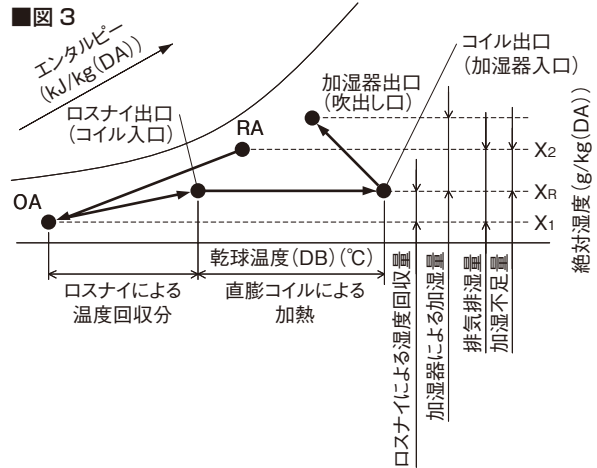 ■図 3
エンタルピー
(kJ/kg(DA))
ロスナイ出口
(コイル入口)
RA
加湿器出口
(吹出し口)
コイル出口
(加湿器入口)
OA
X2
XR
X1
絶対湿度(g/kg(DA))
乾球温度(DB)(℃)
ロスナイによる
温度回収分
直膨コイルによる
加熱
ロスナイによる湿度回収量
加湿器による加湿量
排気排湿量
加湿不足量